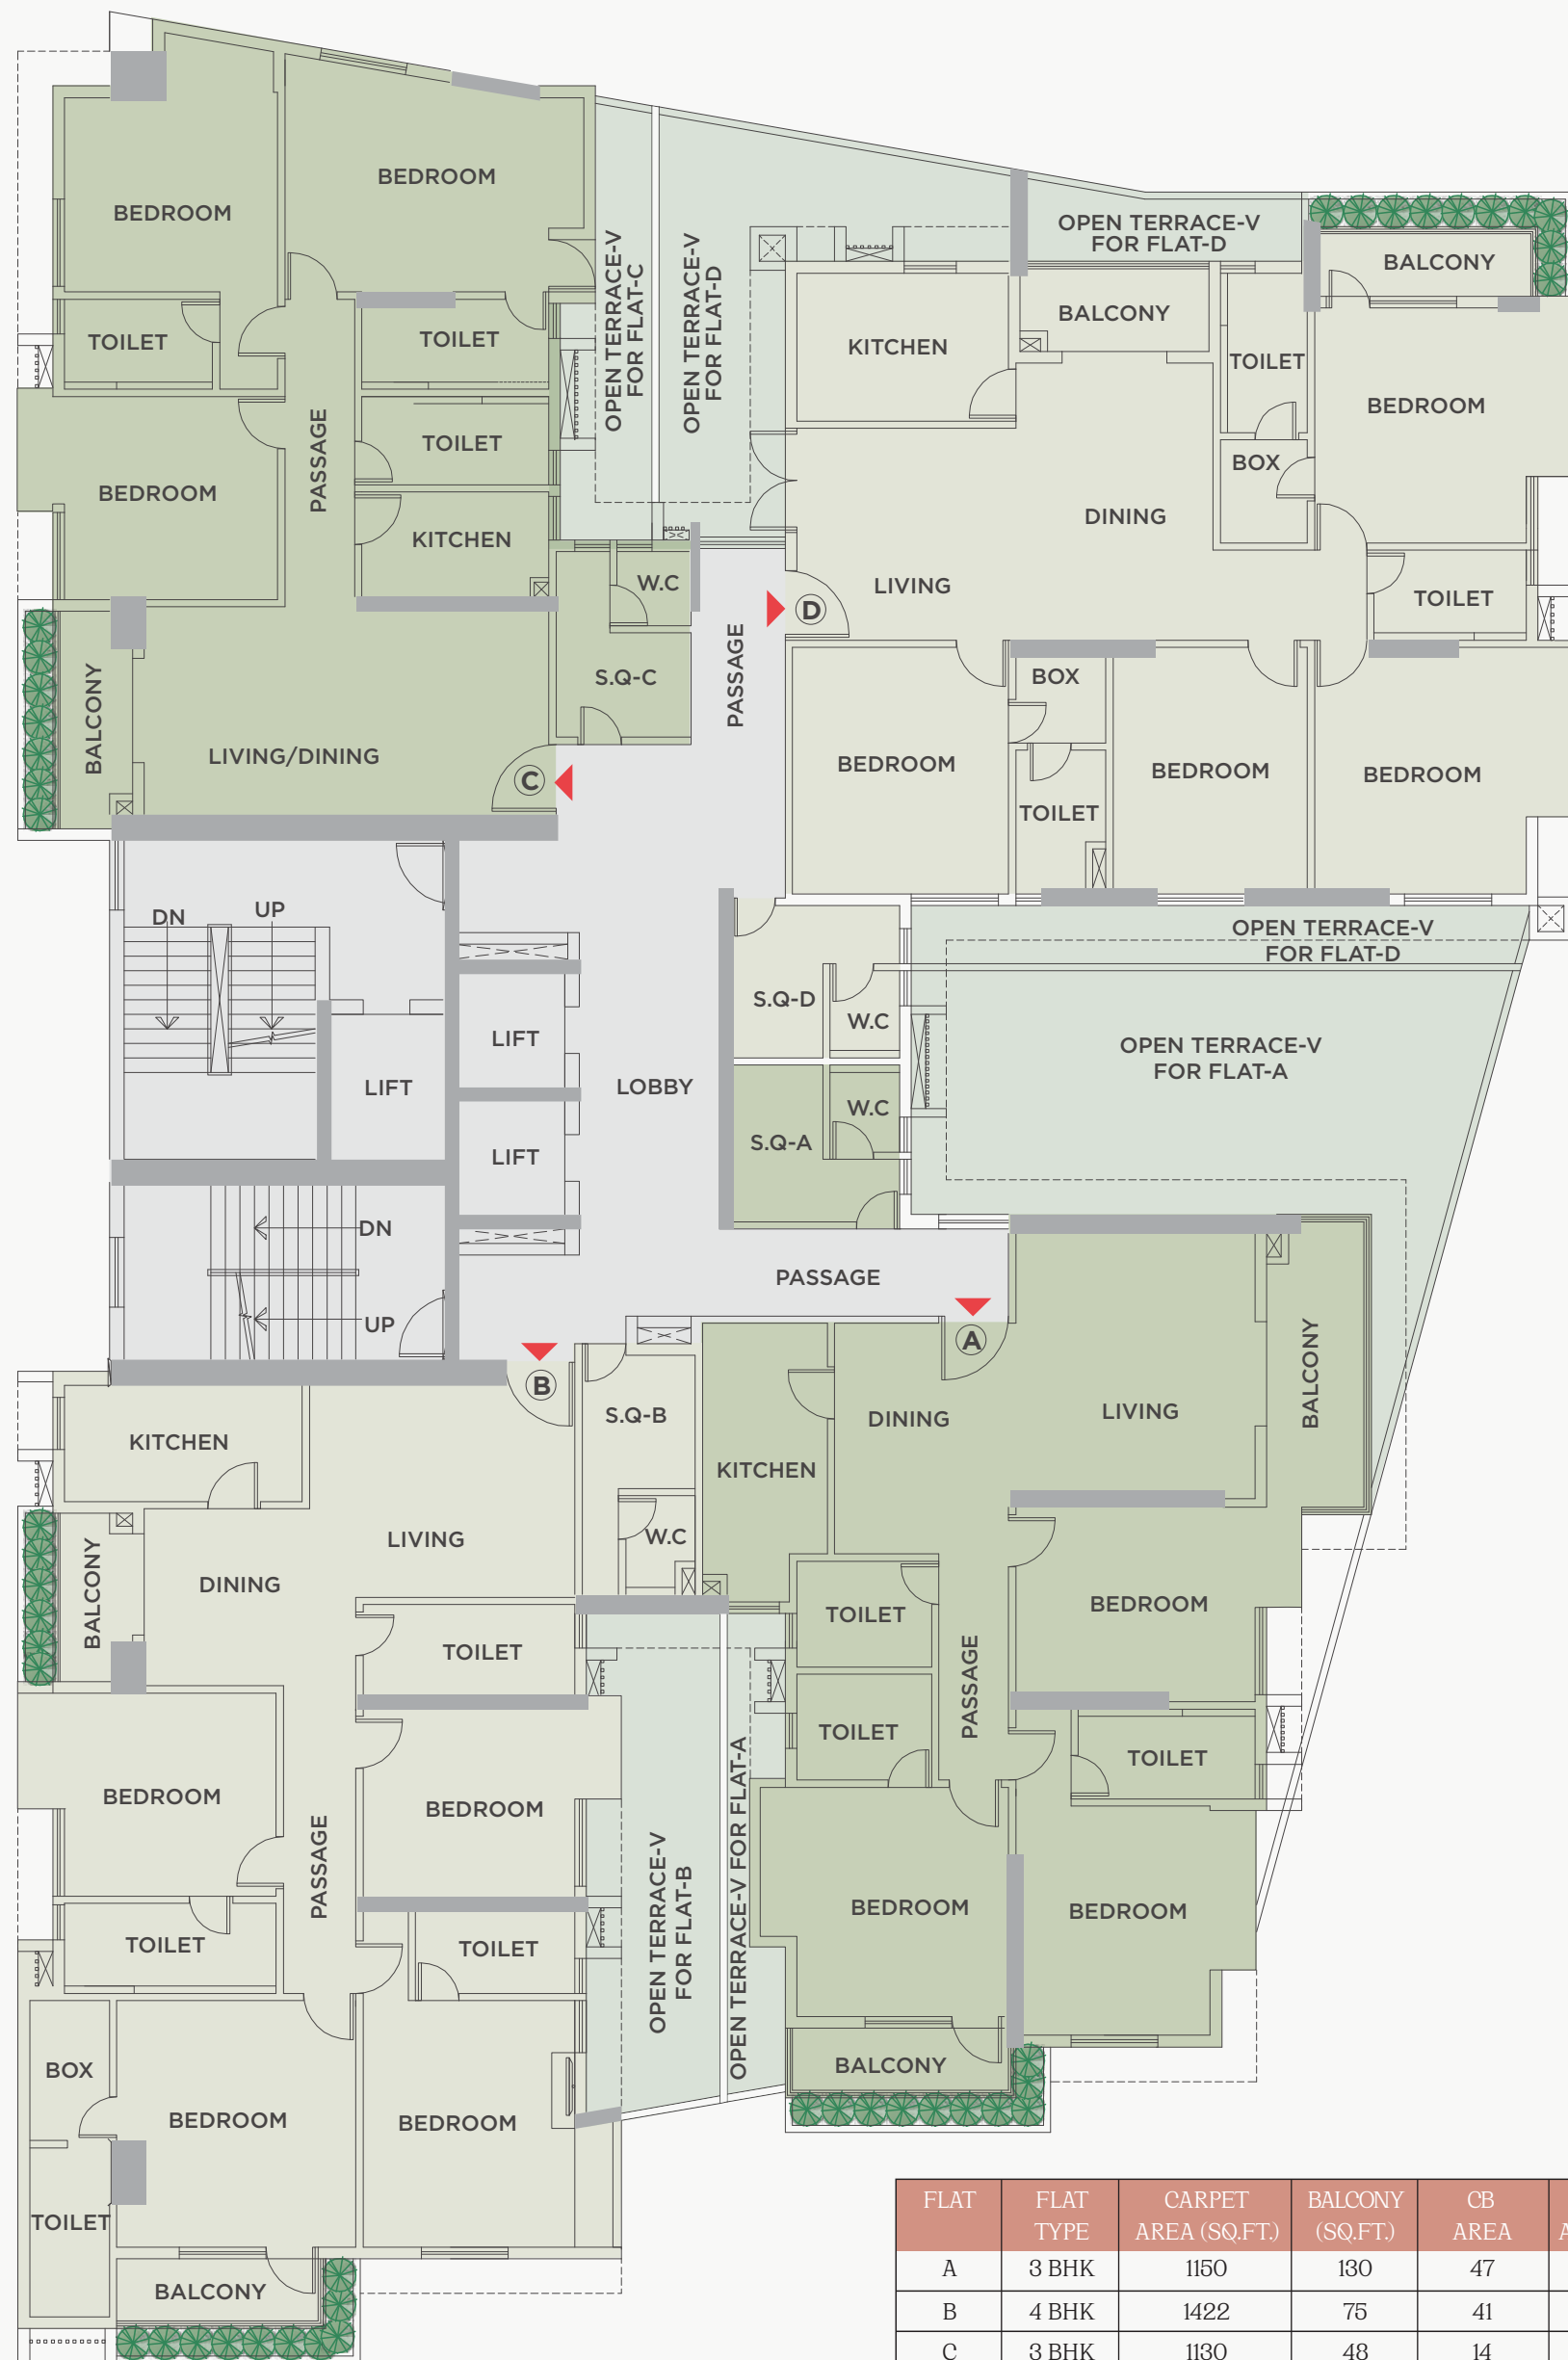 BEDROOM
BEDROOM
TOILET
TOILET
TOILET
PASSAGE
BEDROOM
KITCHEN
OPEN TERRACE-V
FOR FLAT-C
OPEN TERRACE-V
FOR FLAT-D
OPEN TERRACE-V
FOR FLAT-D
BALCONY
BALCONY
KITCHEN
TOILET
BEDROOM
BOX
DINING
LIVING
TOILET
W.C
S.Q-C
PASSAGE
D
BALCONY
LIVING/DINING
C
BEDROOM
BOX
TOILET
BEDROOM
BEDROOM
DN
UP
LIFT
LIFT
LIFT
LOBBY
S.Q-D
W.C
S.Q-A
W.C
OPEN TERRACE-V
FOR FLAT-D
OPEN TERRACE-V
FOR FLAT-A
DN
UP
PASSAGE
A
B
KITCHEN
S.Q-B
W.C
KITCHEN
DINING
LIVING
BALCONY
BALCONY
DINING
LIVING
TOILET
TOILET
TOILET
PASSAGE
BEDROOM
TOILET
BEDROOM
PASSAGE
BEDROOM
TOILET
TOILET
OPEN TERRACE-V
FOR FLAT-B
OPEN TERRACE-V FOR FLAT-A
BEDROOM
BEDROOM
BALCONY
BOX
BEDROOM
BEDROOM
TOILET
BALCONY
FLAT FLAT CARPET BALCONY CB
TYPE AREA (SQ.FT.) (SQ.FT.) AREA
A 3 BHK 1150 130 47
B 4 BHK 1422 75 41
C 3 BHK 1130 48 14